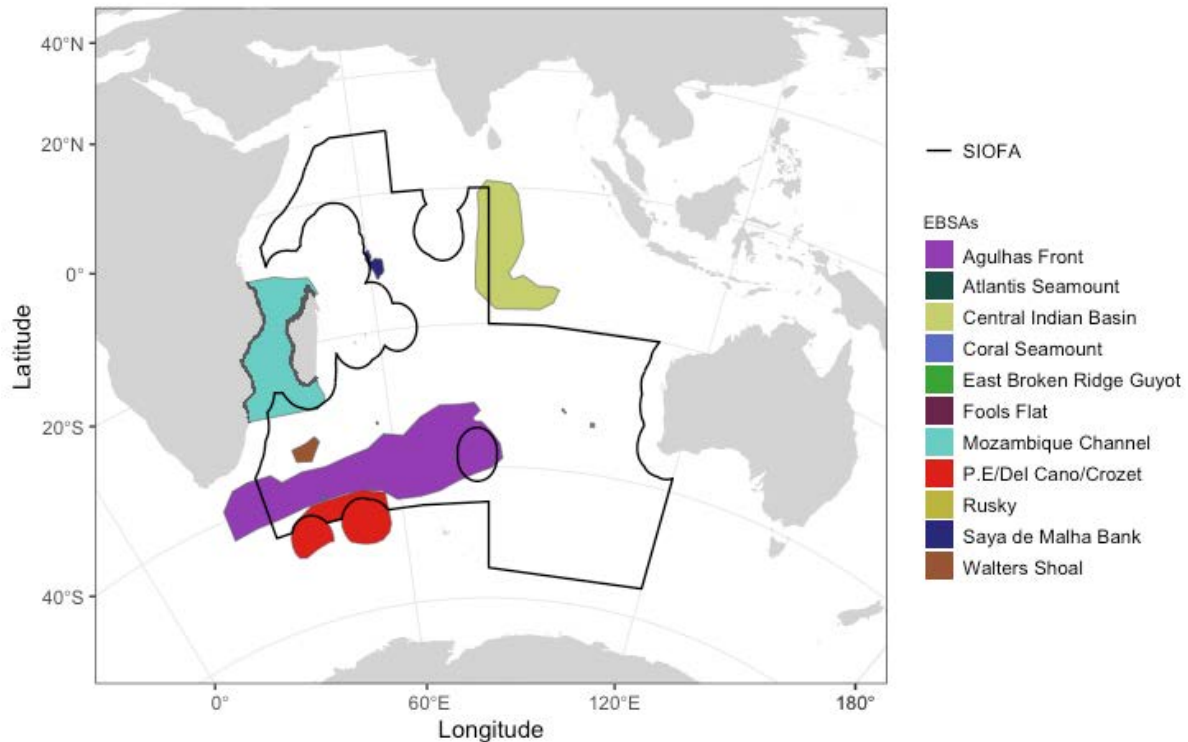 40°N
20°N
0°
20°S
40°S
Latitude
0°
60°E
120°E
180°
Longitude
SIOFA
EBSAs
Agulhas Front
Atlantis Seamount
Central Indian Basin
Coral Seamount
East Broken Ridge Guyot
Fools Flat
Mozambique Channel
P.E/Del Cano/Crozet
Rusky
Saya de Malha Bank
Walters Shoal